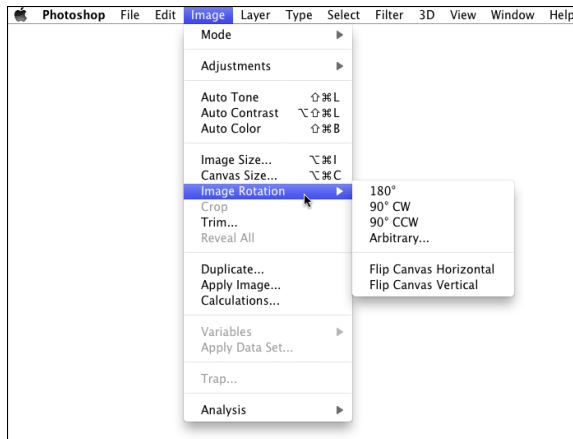 Photoshop File Edit Image Layer Type Select Filter 3D View Window Help
Mode
Adjustments
Auto Tone ⇧⌘L
Auto Contrast ⌥⇧⌘L
Auto Color ⇧⌘B
Image Size... ⌥⌘I
Canvas Size... ⌥⌘C
Image Rotation
Crop
Trim...
Reveal All
Duplicate...
Apply Image...
Calculations...
Variables
Apply Data Set...
Trap...
Analysis
180°
90° CW
90° CCW
Arbitrary...
Flip Canvas Horizontal
Flip Canvas Vertical